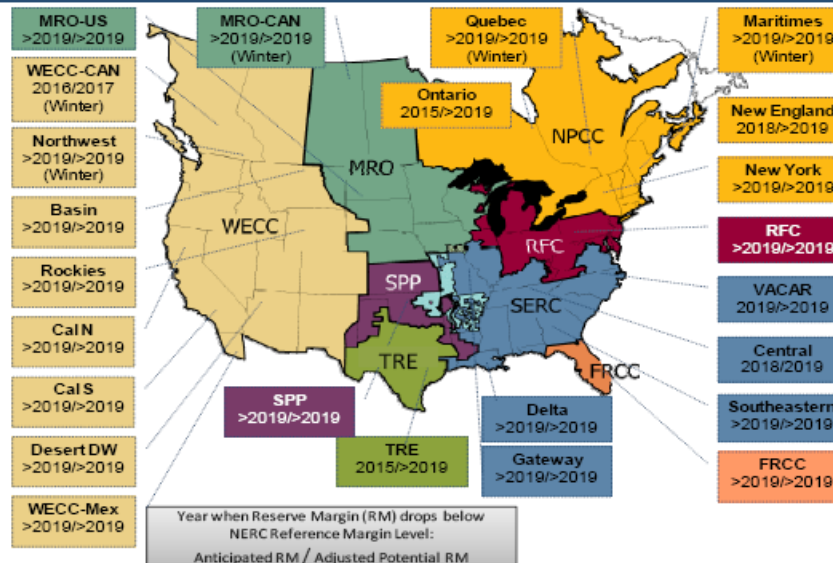 MRO-US
>2019/>2019
MRO-CAN
>2019/>2019
(Winter)
Quebec
>2019/>2019
(Winter)
Maritimes
>2019/>2019
(Winter)
WECC-CAN
2016/2017
(Winter)
Ontario
2015/>2019
New England
2018/>2019
Northwest
>2019/>2019
(Winter)
New York
>2019/>2019
Basin
>2019/>2019
RFC
>2019/>2019
Rockies
>2019/>2019
VACAR
2019/>2019
Cal N
>2019/>2019
Central
2018/2019
Cal S
>2019/>2019
SPP
>2019/>2019
Delta
>2019/>2019
Southeastern
>2019/>2019
Desert DW
>2019/>2019
TRE
2015/>2019
Gateway
>2019/>2019
FRCC
>2019/>2019
WECC-Mex
>2019/>2019
NPCC
MRO
WECC
RFC
SPP
SERC
TRE
FRCC
Year when Reserve Margin (RM) drops below
NERC Reference Margin Level:
Anticipated RM / Adjusted Potential RM